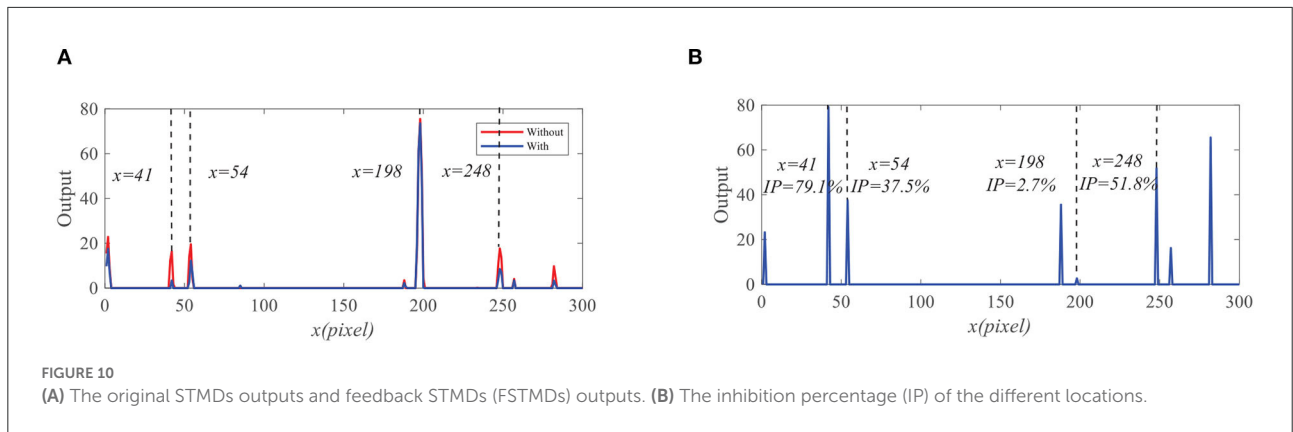 A
80
60
40
20
0
Output
0
50
100
150
200
250
300
x(pixel)
x=41
x=54
x=198
x=248
Without
With
B
80
60
40
20
0
Output
0
50
100
150
200
250
300
x(pixel)
x=41
IP=79.1%
x=54
IP=37.5%
x=198
IP=2.7%
x=248
IP=51.8%
FIGURE 10
(A) The original STMDs outputs and feedback STMDs (FSTMDs) outputs. (B) The inhibition percentage (IP) of the different locations.